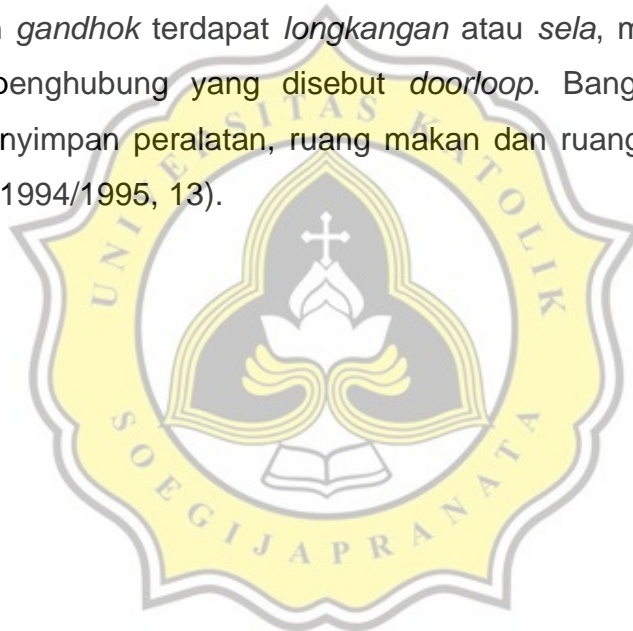 gandhok terdapat longkangan atau sela, m
penghubung yang disebut doorloop. Bang
nyimpan peralatan, ruang makan dan ruang
1994/1995, 13).
UNIVERSITAS KATOLIK
SOEGIJAPRANATA